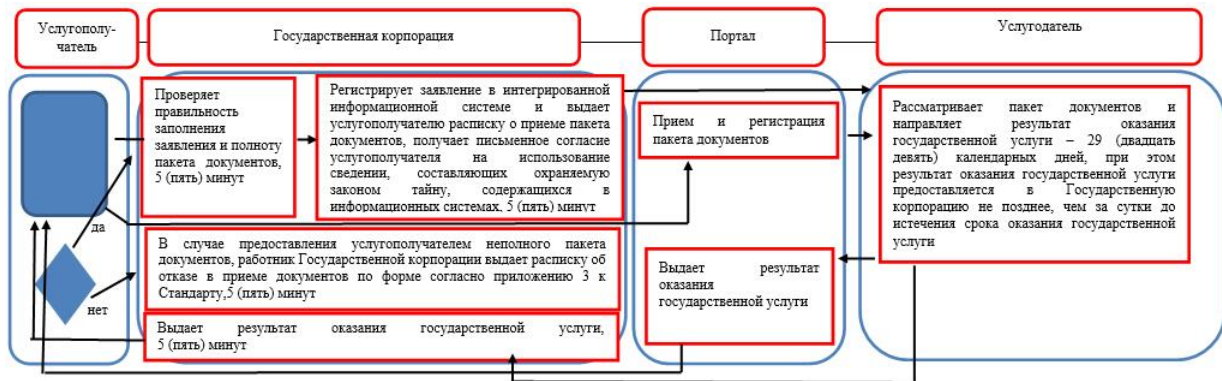 Услугополу-
чатель
Государственная корпорация
Портал
Услугодатель
Проверяет
правильность
заполнения
заявления и полноту
пакета документов,
5 (пять) минут
Регистрирует заявление в интегрированной
информационной системе и выдает
услугополучателю расписку о приеме пакета
документов, получает письменное согласие
услугополучателя на использование
сведении, составляющих охраняемую
законом тайну, содержащихся в
информационных системах, 5 (пять) минут
Прием и регистрация
пакета документов
Рассматривает пакет документов и
направляет результат оказания
государственной услуги – 29 (двадцать
девять) календарных дней, при этом
результат оказания государственной услуги
предоставляется в Государственную
корпорацию не позднее, чем за сутки до
истечения срока оказания государственной
услуги
да
нет
В случае предоставления услугополучателем неполного пакета
документов, работник Государственной корпорации выдает расписку об
отказе в приеме документов по форме согласно приложению 3 к
Стандарту,5 (пять) минут
Выдает результат
оказания
государственной услуги
Выдает результат оказания государственной услуги,
5 (пять) минут